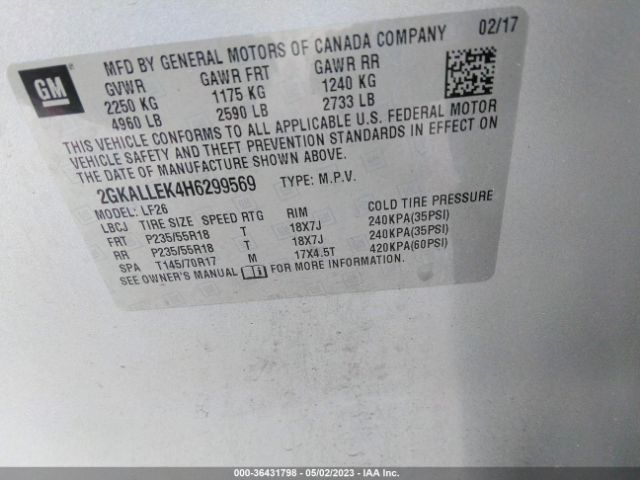 GM
MFD BY GENERAL MOTORS OF CANADA COMPANY 02/17
GVWR GAWR FRT GAWR RR
2250 KG 1175 KG 1240 KG
4960 LB 2590 LB 2733 LB
THIS VEHICLE CONFORMS TO ALL APPLICABLE U.S. FEDERAL MOTOR
VEHICLE SAFETY AND THEFT PREVENTION STANDARDS IN EFFECT ON
THE DATE OF MANUFACTURE SHOWN ABOVE.
2GKALLEK4H6299569 TYPE: M.P.V.
MODEL: LF26
LBCJ TIRE SIZE SPEED RTG RIM COLD TIRE PRESSURE
FRT P235/55R18 T 18X7J 240KPA(35PSI)
RR P235/55R18 T 18X7J 240KPA(35PSI)
SPA T145/70R17 M 17X4.5T 420KPA(60PSI)
SEE OWNER'S MANUAL FOR MORE INFORMATION.
000-36431798 - 05/02/2023 - IAA Inc.